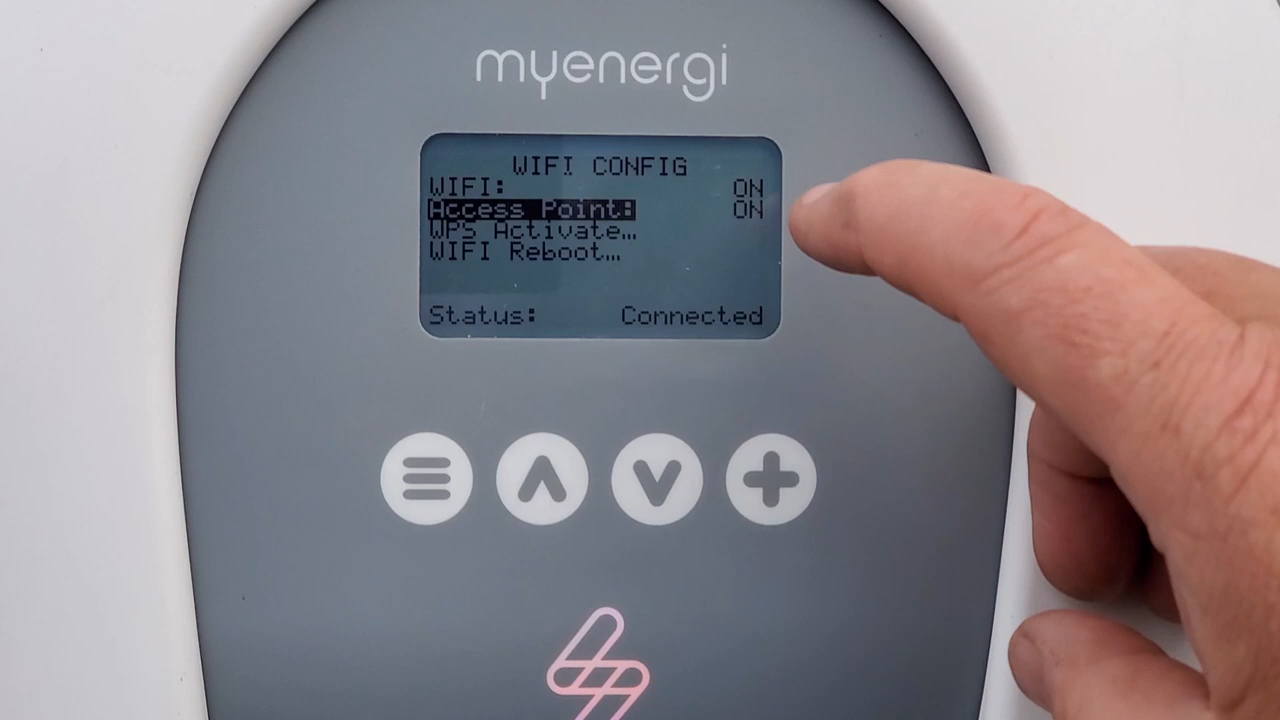 myenergi
WIFI CONFIG
WIFI: ON
Access Point: ON
WPS Activate…
WIFI Reboot…
Status: Connected